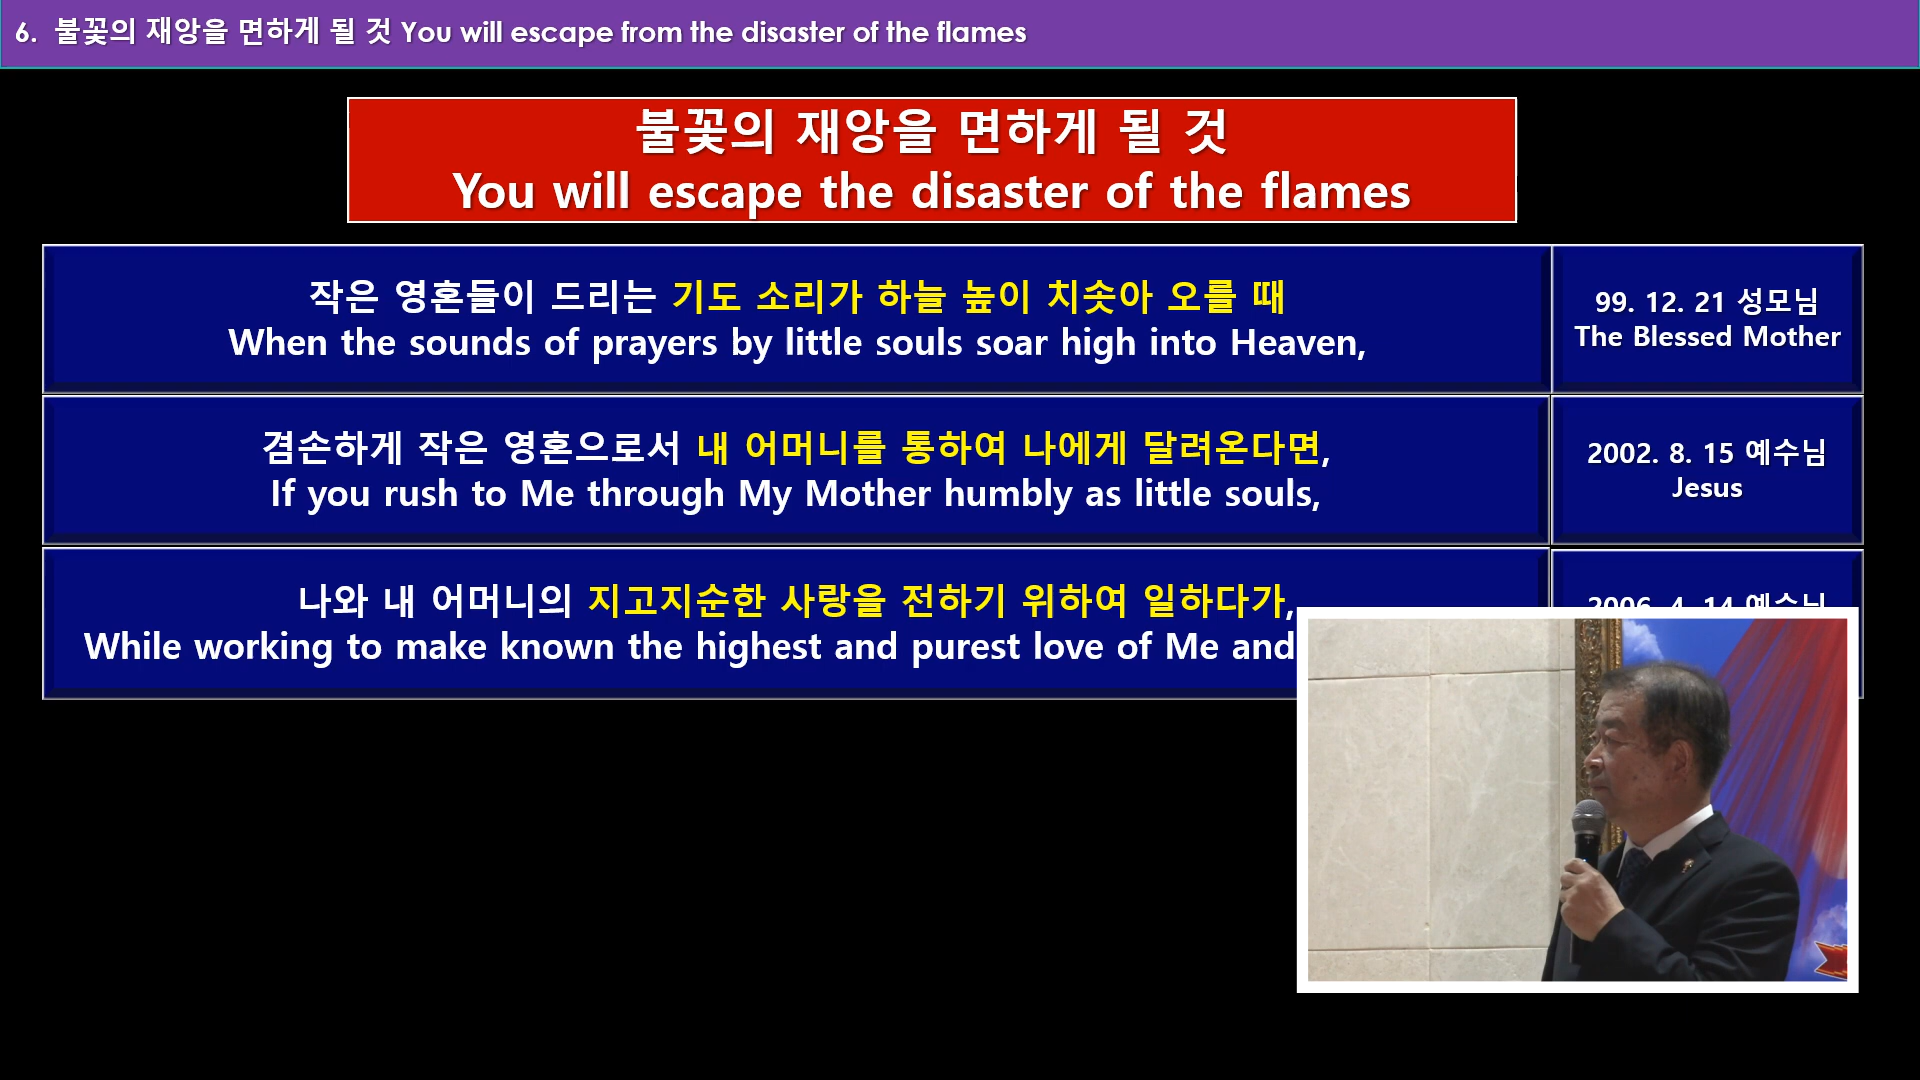 6. 불꽃의 재앙을 면하게 될 것 You will escape from the disaster of the flames
불꽃의 재앙을 면하게 될 것
You will escape the disaster of the flames
작은 영혼들이 드리는 기도 소리가 하늘 높이 치솟아 오를 때
When the sounds of prayers by little souls soar high into Heaven,
99. 12. 21 성모님
The Blessed Mother
겸손하게 작은 영혼으로서 내 어머니를 통하여 나에게 달려온다면,
If you rush to Me through My Mother humbly as little souls,
2002. 8. 15 예수님
Jesus
나와 내 어머니의 지고지순한 사랑을 전하기 위하여 일하다가,
While working to make known the highest and purest love of Me and
2006. 4. 14 예수님